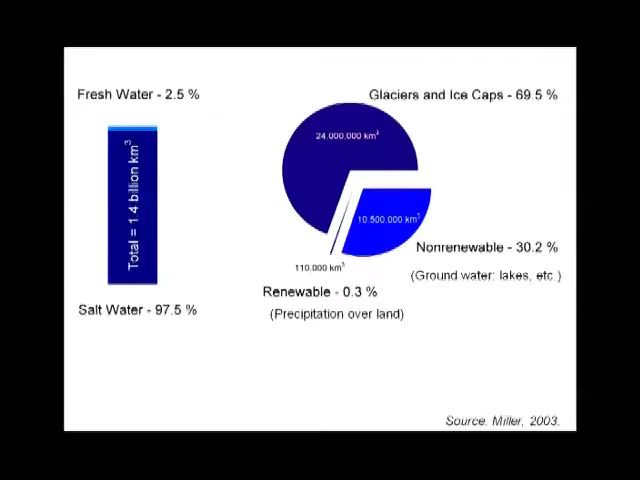 Fresh Water - 2.5 %
Glaciers and Ice Caps - 69.5 %
24,000,000 km³
Total = 1.4 billion km³
10,500,000 km³
Nonrenewable - 30.2 %
110,000 km³
(Ground water: lakes, etc.)
Renewable - 0.3 %
Salt Water - 97.5 %
(Precipitation over land)
Source, Miller, 2003.